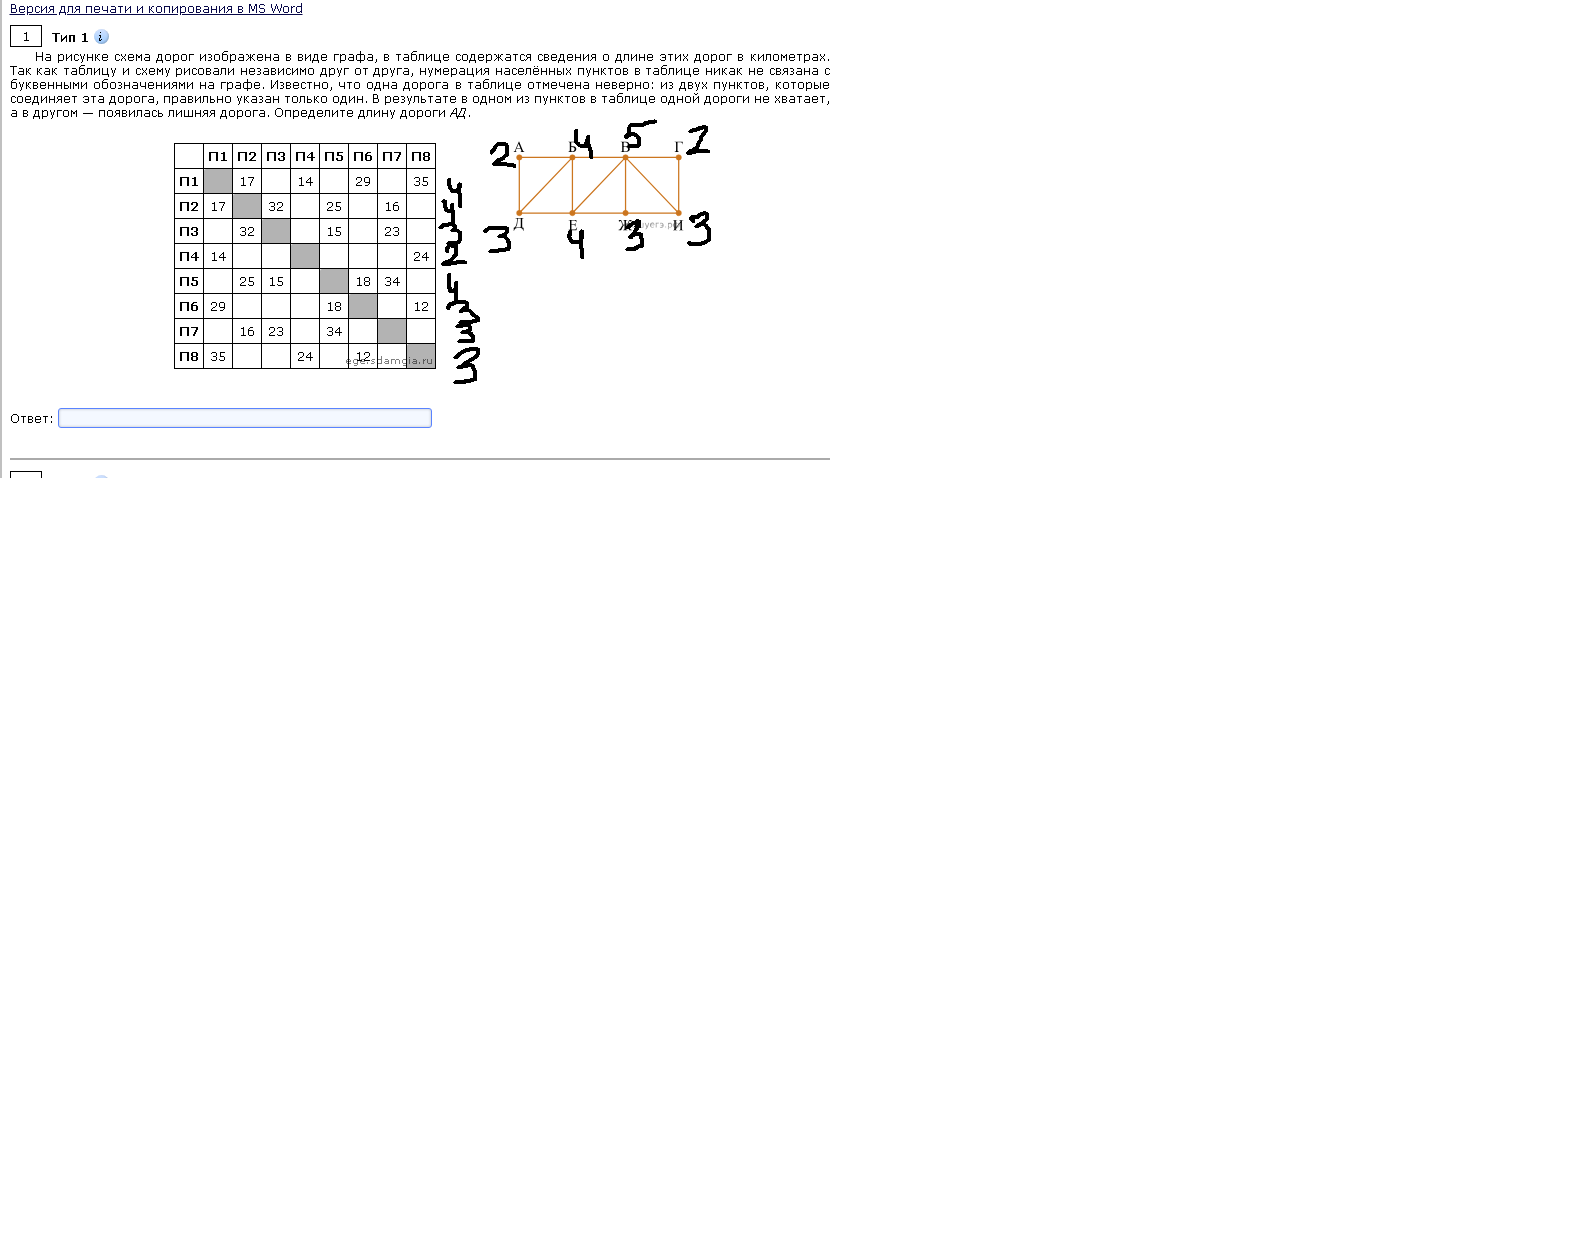 Версия для печати и копирования в MS Word
1 Тип 1 i
На рисунке схема дорог изображена в виде графа, в таблице содержатся сведения о длине этих дорог в километрах.
Так как таблицу и схему рисовали независимо друг от друга, нумерация населённых пунктов в таблице никак не связана с
буквенными обозначениями на графе. Известно, что одна дорога в таблице отмечена неверно: из двух пунктов, которые
соединяет эта дорога, правильно указан только один. В результате в одном из пунктов в таблице одной дороги не хватает,
а в другом — появилась лишняя дорога. Определите длину дороги АД.
П1 П2 П3 П4 П5 П6 П7 П8
П1 17 14 29 35 4
П2 17 32 25 16 4
П3 32 15 23 3
П4 14 24 2
П5 25 15 18 34 4
П6 29 18 12 3
П7 16 23 34 3
П8 35 24 12 3
ege.sdamgia.ru
2 А Б 4 В 5 Г 2
Д Е Ж И
3 4 3 3
Ответ: